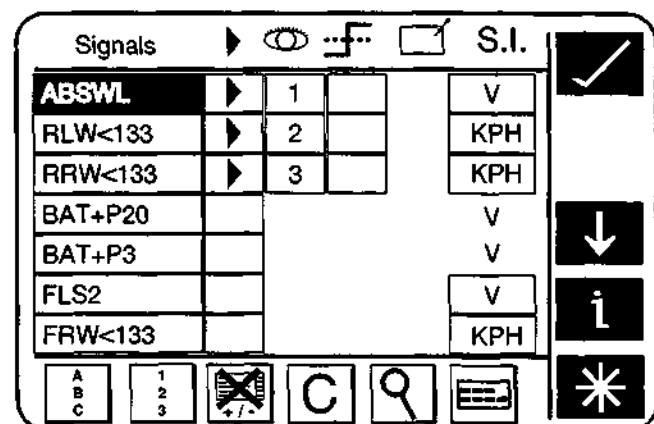 Signals S.I.
ABSWL 1 V
RLW<133 2 KPH
RRW<133 3 KPH
BAT+P20 V
BAT+P3 V
FLS2 V
FRW<133 KPH
A B C 1 2 3 +/- C i